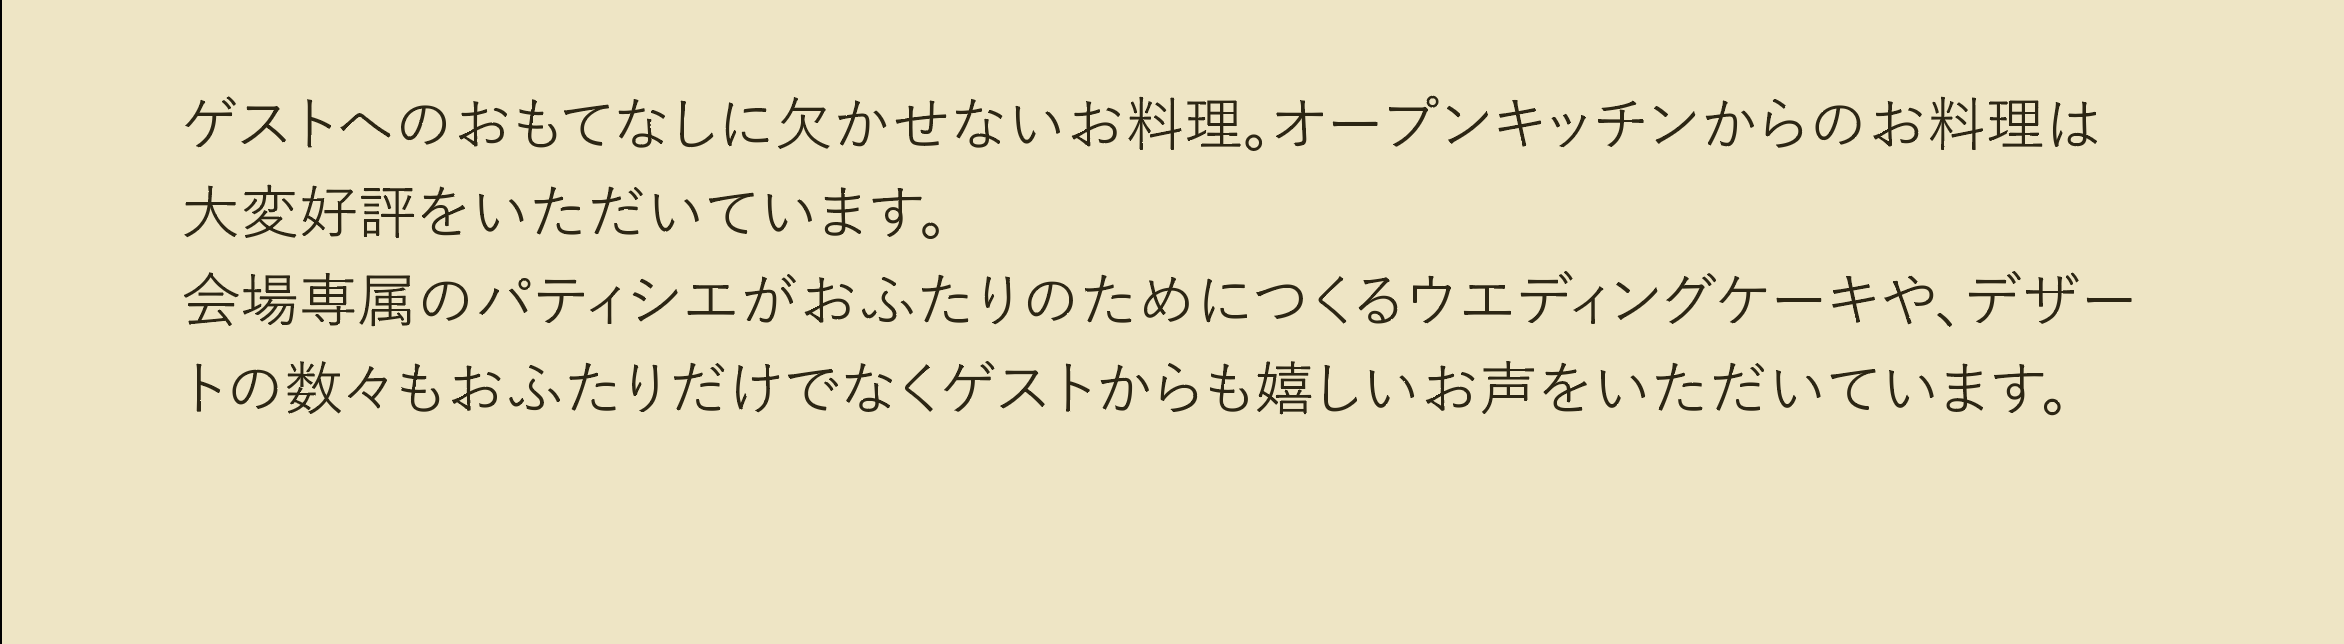 ゲストへのおもてなしに欠かせないお料理。オープンキッチンからのお料理は
大変好評をいただいています。
会場専属のパティシエがおふたりのためにつくるウエディングケーキや、デザー
トの数々もおふたりだけでなくゲストからも嬉しいお声をいただいています。